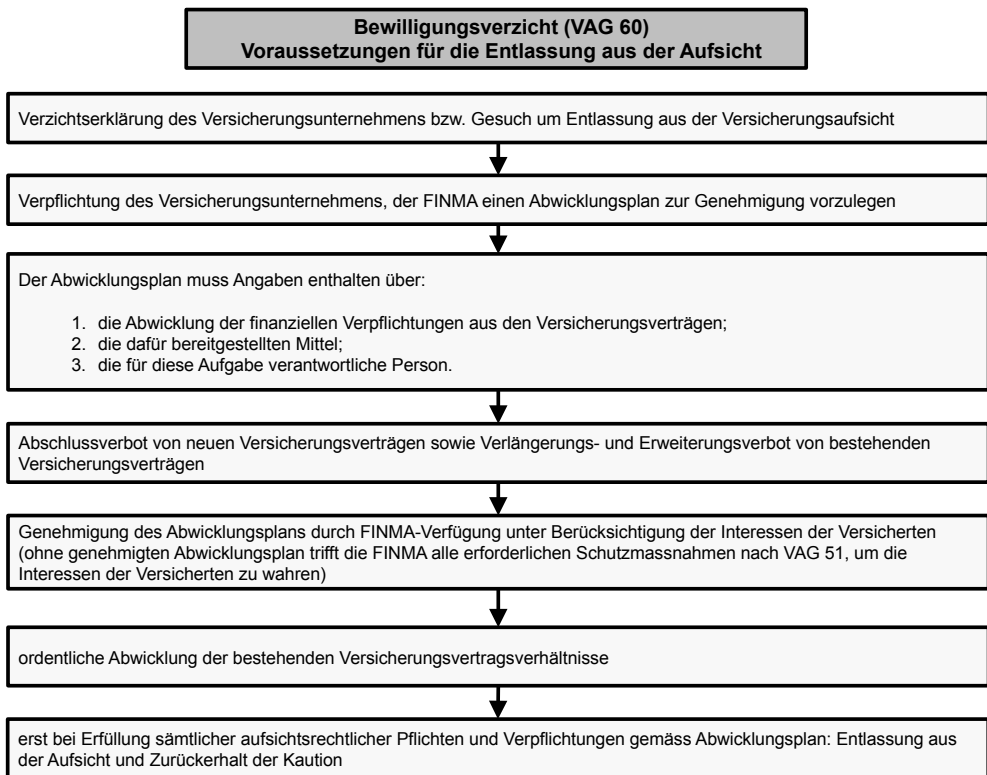 Bewilligungsverzicht (VAG 60)
Voraussetzungen für die Entlassung aus der Aufsicht
Verzichtserklärung des Versicherungsunternehmens bzw. Gesuch um Entlassung aus der Versicherungsaufsicht
Verpflichtung des Versicherungsunternehmens, der FINMA einen Abwicklungsplan zur Genehmigung vorzulegen
Der Abwicklungsplan muss Angaben enthalten über:
1. die Abwicklung der finanziellen Verpflichtungen aus den Versicherungsverträgen;
2. die dafür bereitgestellten Mittel;
3. die für diese Aufgabe verantwortliche Person.
Abschlussverbot von neuen Versicherungsverträgen sowie Verlängerungs- und Erweiterungsverbot von bestehenden
Versicherungsverträgen
Genehmigung des Abwicklungsplans durch FINMA-Verfügung unter Berücksichtigung der Interessen der Versicherten
(ohne genehmigten Abwicklungsplan trifft die FINMA alle erforderlichen Schutzmassnahmen nach VAG 51, um die
Interessen der Versicherten zu wahren)
ordentliche Abwicklung der bestehenden Versicherungsvertragsverhältnisse
erst bei Erfüllung sämtlicher aufsichtsrechtlicher Pflichten und Verpflichtungen gemäss Abwicklungsplan: Entlassung aus
der Aufsicht und Zurückerhalt der Kaution